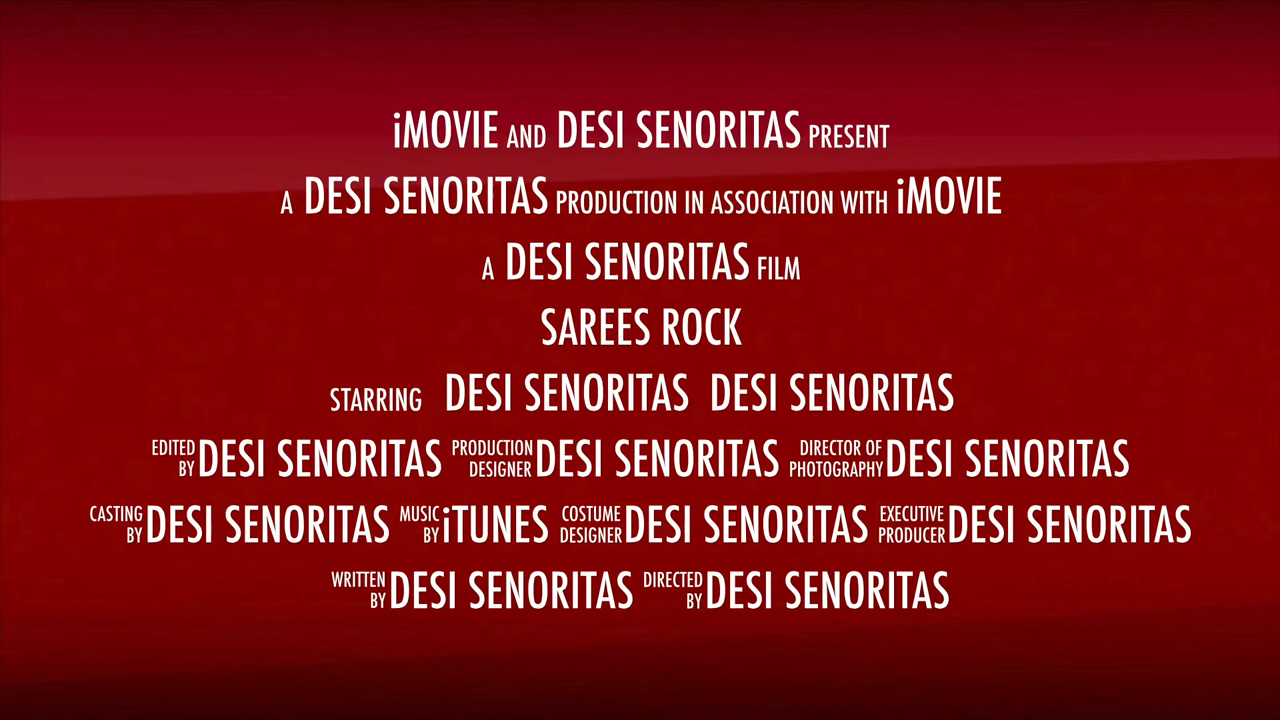 iMOVIE AND DESI SENORITAS PRESENT
A DESI SENORITAS PRODUCTION IN ASSOCIATION WITH iMOVIE
A DESI SENORITAS FILM
SAREES ROCK
STARRING DESI SENORITAS DESI SENORITAS
EDITED BY DESI SENORITAS PRODUCTION DESIGNER DESI SENORITAS DIRECTOR OF PHOTOGRAPHY DESI SENORITAS
CASTING BY DESI SENORITAS MUSIC BY iTUNES COSTUME DESIGNER DESI SENORITAS EXECUTIVE PRODUCER DESI SENORITAS
WRITTEN BY DESI SENORITAS DIRECTED BY DESI SENORITAS